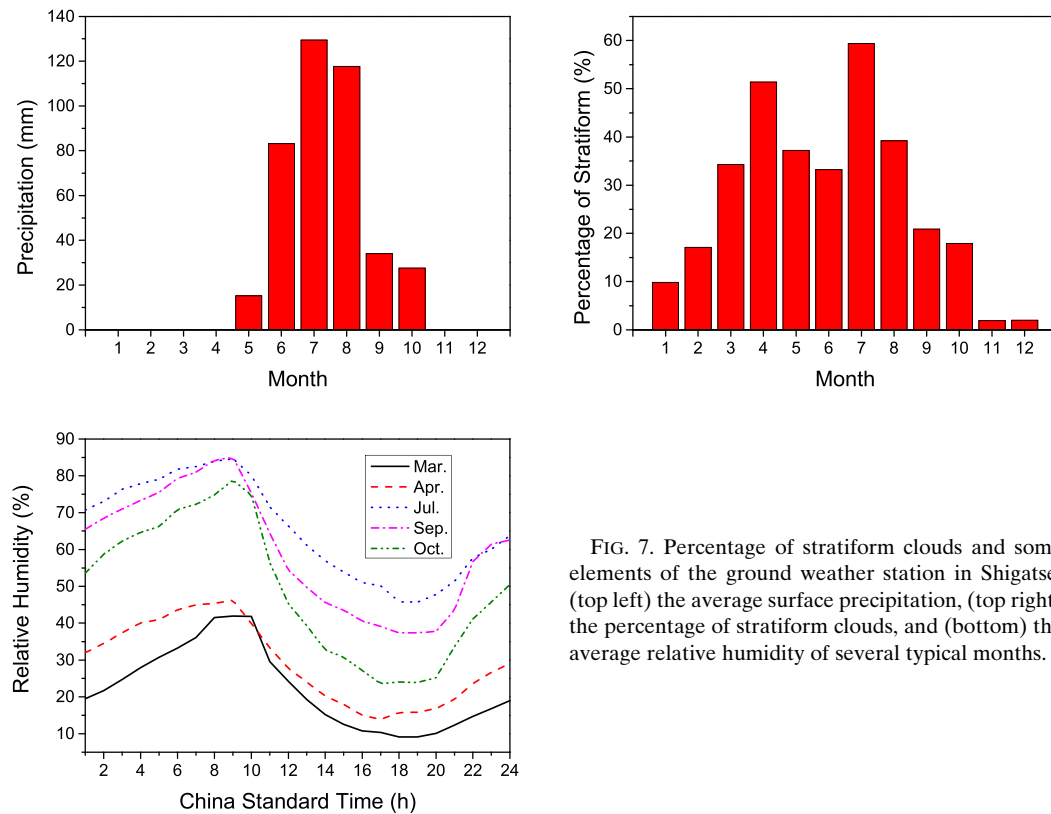 140
120
100
80
60
40
20
0
Precipitation (mm)
1 2 3 4 5 6 7 8 9 10 11 12
Month
60
50
40
30
20
10
0
Percentage of Stratiform (%)
1 2 3 4 5 6 7 8 9 10 11 12
Month
90
80
70
60
50
40
30
20
10
Relative Humidity (%)
Mar.
Apr.
Jul.
Sep.
Oct.
2 4 6 8 10 12 14 16 18 20 22 24
China Standard Time (h)
FIG. 7. Percentage of stratiform clouds and som
elements of the ground weather station in Shigatse
(top left) the average surface precipitation, (top right
the percentage of stratiform clouds, and (bottom) th
average relative humidity of several typical months.